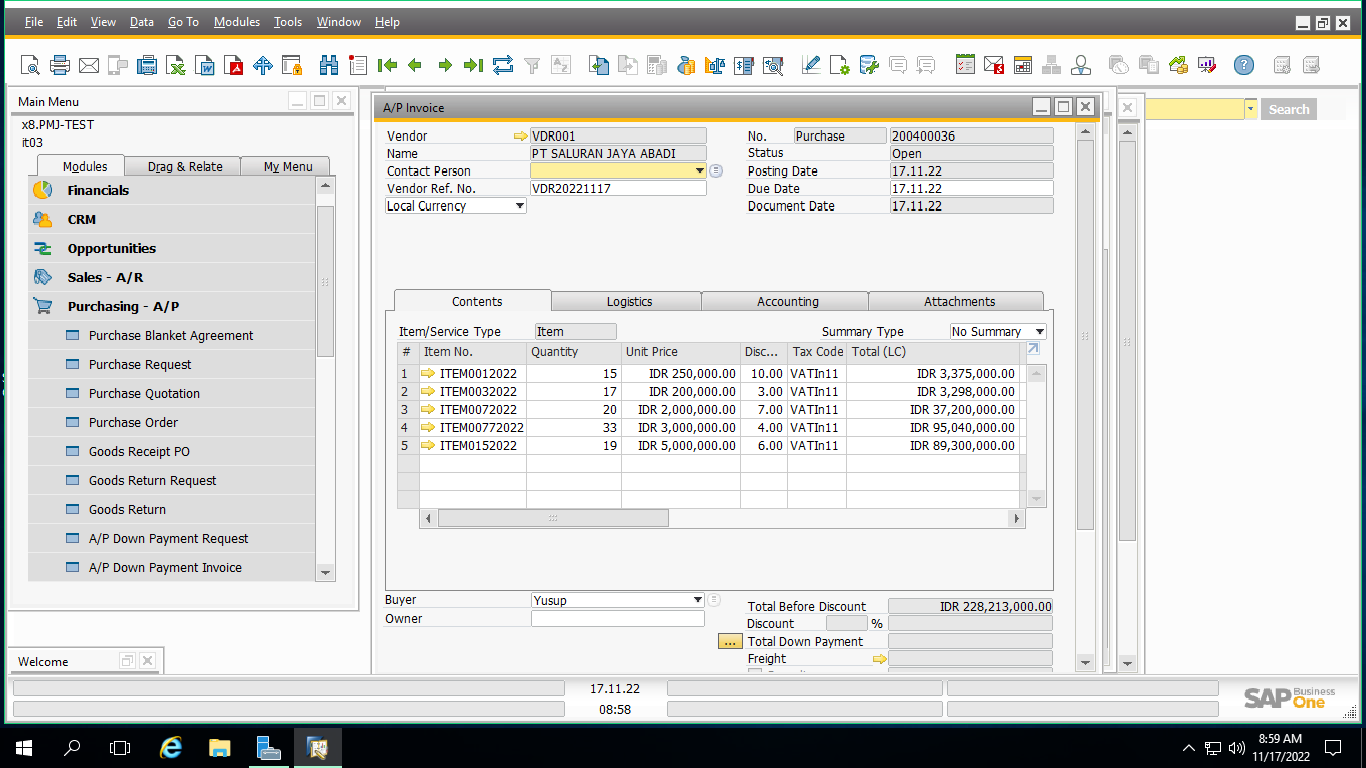 File Edit View Data Go To Modules Tools Window Help
Main Menu
x8.PMJ-TEST
it03
Modules Drag & Relate My Menu
Financials
CRM
Opportunities
Sales - A/R
Purchasing - A/P
Purchase Blanket Agreement
Purchase Request
Purchase Quotation
Purchase Order
Goods Receipt PO
Goods Return Request
Goods Return
A/P Down Payment Request
A/P Down Payment Invoice
Welcome
Search
A/P Invoice
Vendor VDR001
Name PT SALURAN JAYA ABADI
Contact Person
Vendor Ref. No. VDR20221117
Local Currency
No. Purchase 200400036
Status Open
Posting Date 17.11.22
Due Date 17.11.22
Document Date 17.11.22
Contents Logistics Accounting Attachments
Item/Service Type Item Summary Type No Summary
# Item No. Quantity Unit Price Disc... Tax Code Total (LC)
1 ITEM0012022 15 IDR 250,000.00 10.00 VATIn11 IDR 3,375,000.00
2 ITEM0032022 17 IDR 200,000.00 3.00 VATIn11 IDR 3,298,000.00
3 ITEM0072022 20 IDR 2,000,000.00 7.00 VATIn11 IDR 37,200,000.00
4 ITEM00772022 33 IDR 3,000,000.00 4.00 VATIn11 IDR 95,040,000.00
5 ITEM0152022 19 IDR 5,000,000.00 6.00 VATIn11 IDR 89,300,000.00
Buyer Yusup
Owner
Total Before Discount IDR 228,213,000.00
Discount %
... Total Down Payment
Freight
17.11.22
08:58
SAP Business One
8:59 AM
11/17/2022